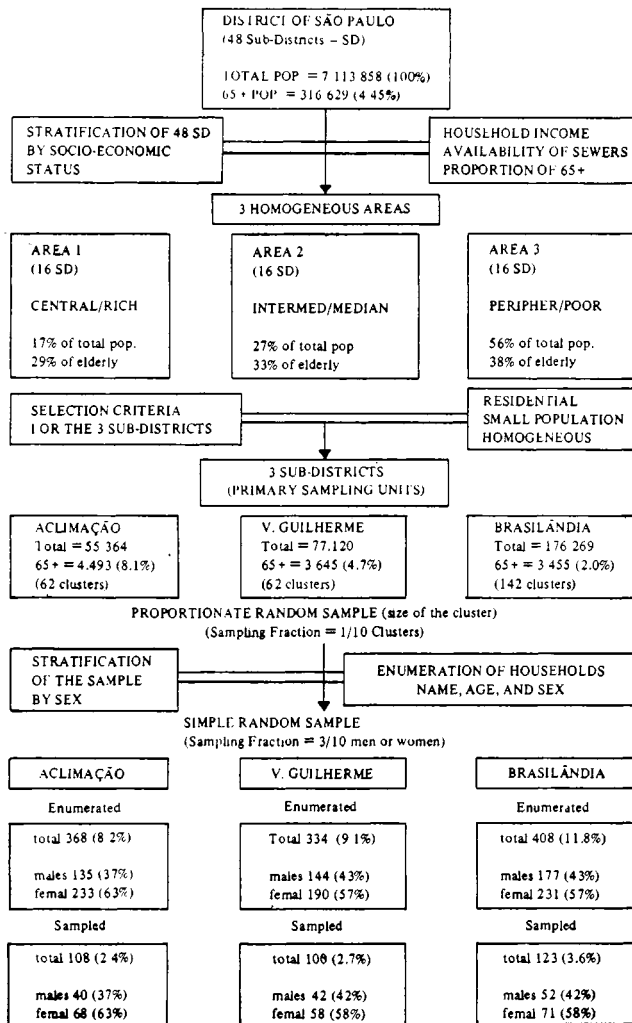 DISTRICT OF SÃO PAULO
(48 Sub-Districts – SD)
TOTAL POP = 7 113 858 (100%)
65 + POP = 316 629 (4 45%)
STRATIFICATION OF 48 SD
BY SOCIO-ECONOMIC
STATUS
HOUSEHOLD INCOME
AVAILABILITY OF SEWERS
PROPORTION OF 65+
3 HOMOGENEOUS AREAS
AREA 1
(16 SD)
CENTRAL/RICH
17% of total pop.
29% of elderly
AREA 2
(16 SD)
INTERMED/MEDIAN
27% of total pop
33% of elderly
AREA 3
(16 SD)
PERIPHER/POOR
56% of total pop.
38% of elderly
SELECTION CRITERIA
1 OR THE 3 SUB-DISTRICTS
RESIDENTIAL
SMALL POPULATION
HOMOGENEOUS
3 SUB-DISTRICTS
(PRIMARY SAMPLING UNITS)
ACLIMAÇÃO
Total = 55 364
65+ = 4.493 (8.1%)
(62 clusters)
V. GUILHERME
Total = 77.120
65+ = 3 645 (4.7%)
(62 clusters)
BRASILÂNDIA
Total = 176 269
65+ = 3 455 (2.0%)
(142 clusters)
PROPORTIONATE RANDOM SAMPLE (size of the cluster)
(Sampling Fraction = 1/10 Clusters)
STRATIFICATION
OF THE SAMPLE
BY SEX
ENUMERATION OF HOUSEHOLDS
NAME, AGE, AND SEX
SIMPLE RANDOM SAMPLE
(Sampling Fraction = 3/10 men or women)
ACLIMAÇÃO
Enumerated
total 368 (8 2%)
males 135 (37%)
femal 233 (63%)
Sampled
total 108 (2 4%)
males 40 (37%)
femal 68 (63%)
V. GUILHERME
Enumerated
Total 334 (9 1%)
males 144 (43%)
femal 190 (57%)
Sampled
total 100 (2.7%)
males 42 (42%)
femal 58 (58%)
BRASILÂNDIA
Enumerated
total 408 (11.8%)
males 177 (43%)
femal 231 (57%)
Sampled
total 123 (3.6%)
males 52 (42%)
femal 71 (58%)